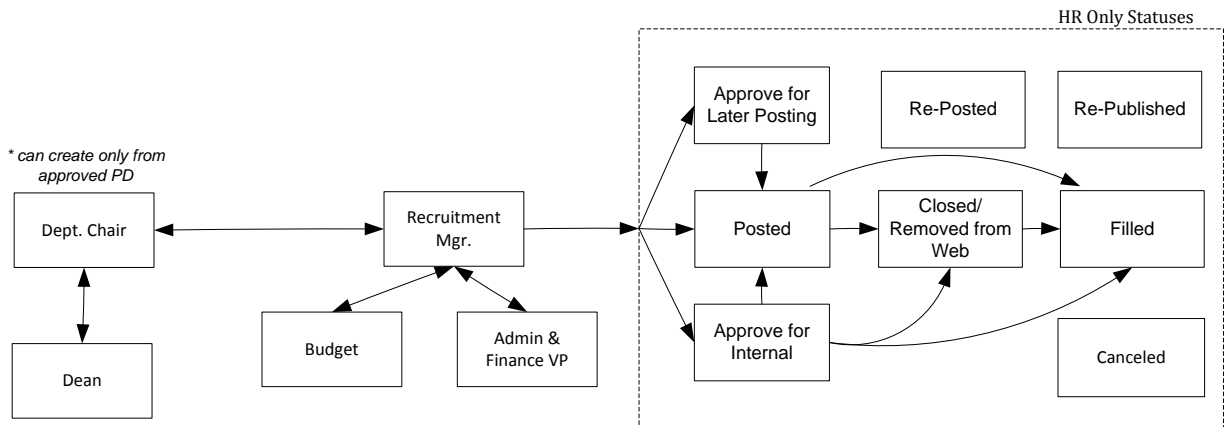 HR Only Statuses
Approve for
Later Posting
Re-Posted
Re-Published
* can create only from
approved PD
Dept. Chair
Recruitment
Mgr.
Posted
Closed/
Removed from
Web
Filled
Budget
Admin &
Finance VP
Approve for
Internal
Dean
Canceled